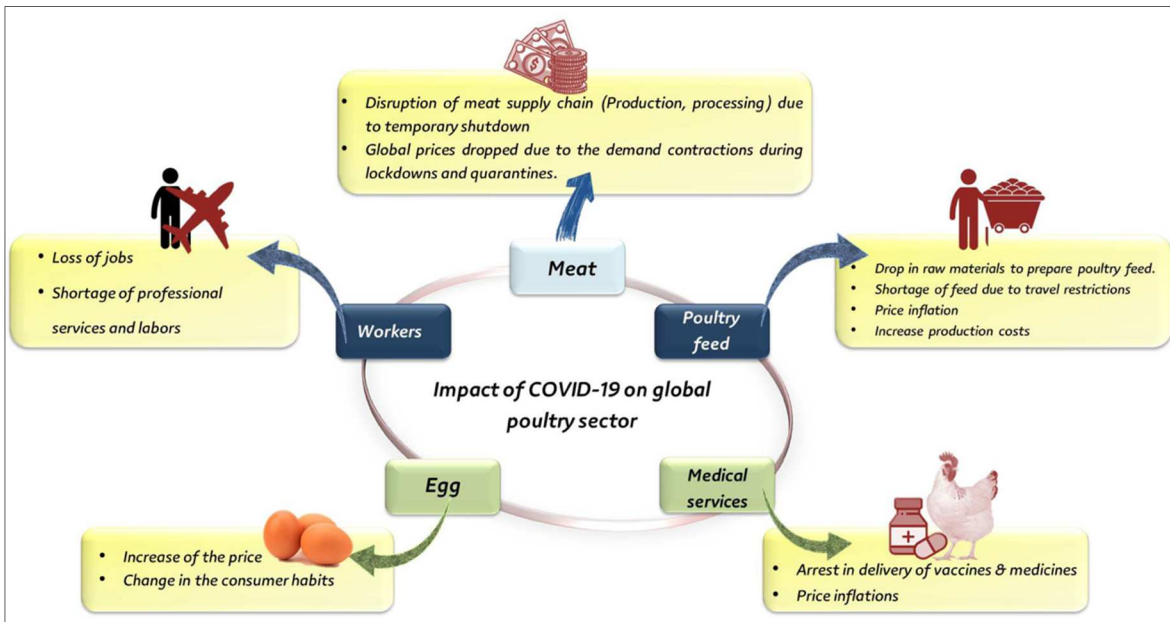 • Disruption of meat supply chain (Production, processing) due
to temporary shutdown
• Global prices dropped due to the demand contractions during
lockdowns and quarantines.
• Loss of jobs
• Shortage of professional
services and labors
Meat
• Drop in raw materials to prepare poultry feed.
• Shortage of feed due to travel restrictions
• Price inflation
• Increase production costs
Workers
Poultry
feed
Impact of COVID-19 on global
poultry sector
Egg
Medical
services
• Increase of the price
• Change in the consumer habits
• Arrest in delivery of vaccines & medicines
• Price inflations